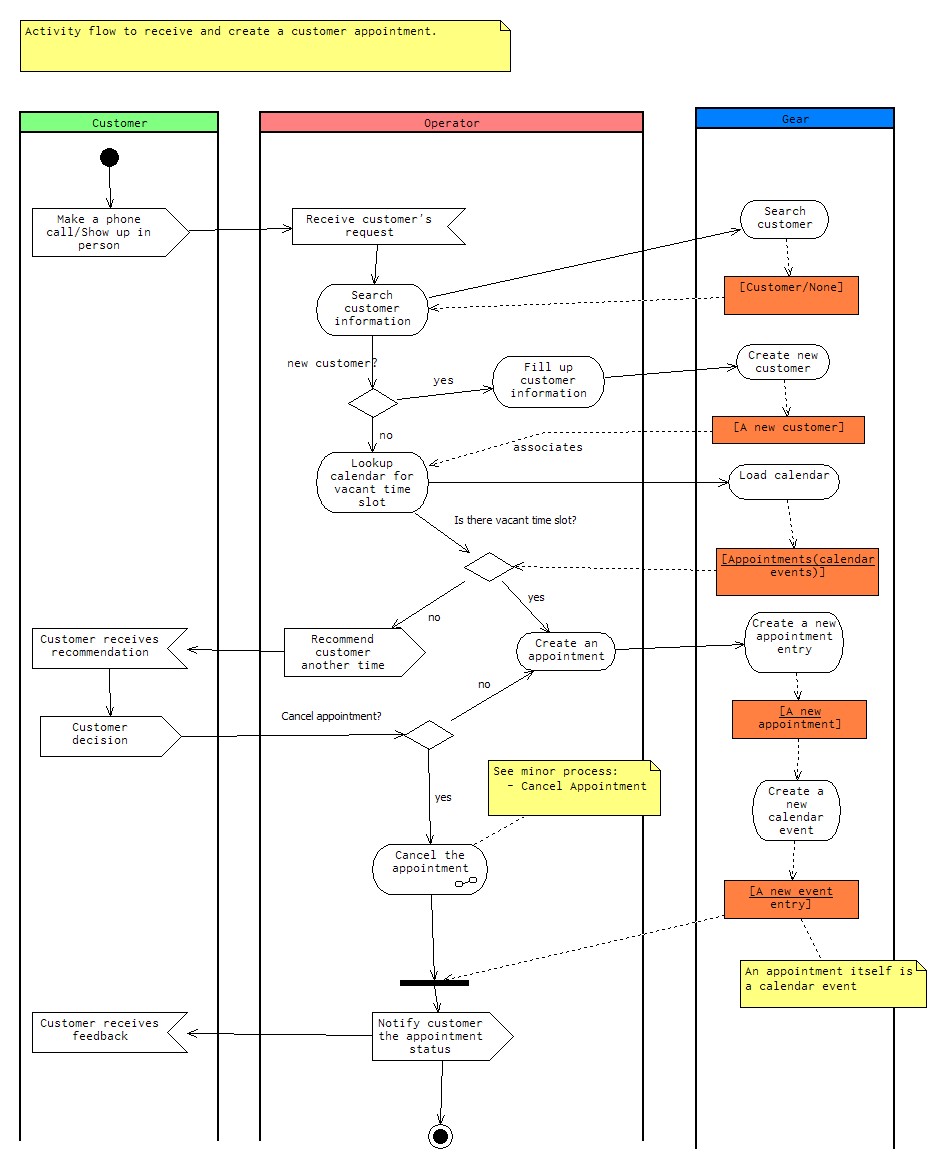 Activity flow to receive and create a customer appointment.
Customer
Operator
Gear
Make a phone
call/Show up in
person
Receive customer's
request
Search
customer
Search
customer
information
[Customer/None]
new customer?
yes
Fill up
customer
information
Create new
customer
no
[A new customer]
associates
Lookup
calendar for
vacant time
slot
Load calendar
Is there vacant time slot?
[Appointments(calendar
events)]
yes
no
Customer receives
recommendation
Recommend
customer
another time
Create an
appointment
Create a new
appointment
entry
no
Cancel appointment?
Customer
decision
[A new
appointment]
See minor process:
- Cancel Appointment
yes
Create a
new
calendar
event
Cancel the
appointment
[A new event
entry]
An appointment itself is
a calendar event
Customer receives
feedback
Notify customer
the appointment
status